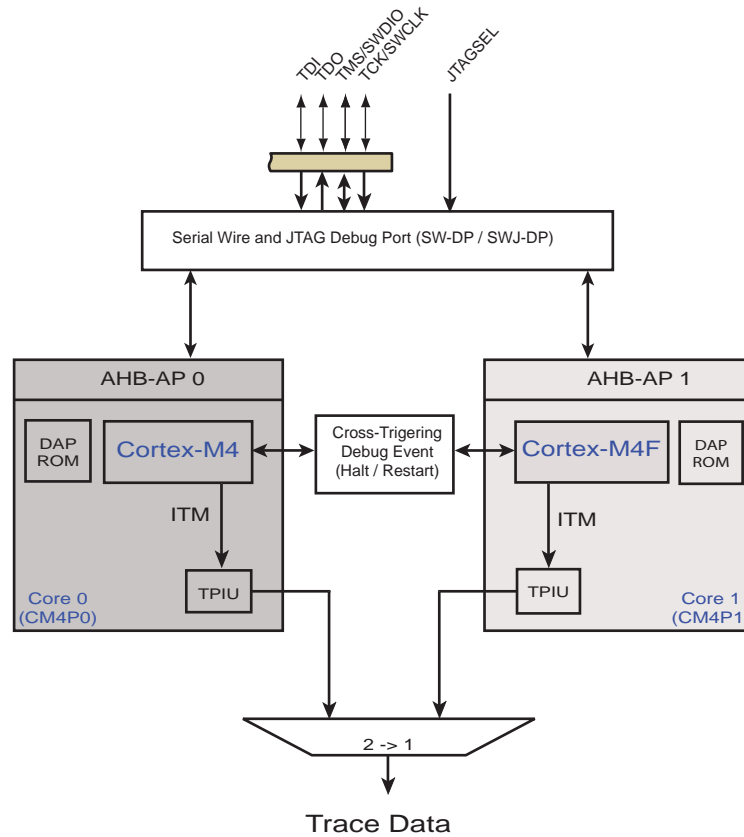 TDI
TDO
TMS/SWDIO
TCK/SWCLK
JTAGSEL
Serial Wire and JTAG Debug Port (SW-DP / SWJ-DP)
AHB-AP 0
AHB-AP 1
DAP
ROM
Cortex-M4
Cross-Trigering
Debug Event
(Halt / Restart)
Cortex-M4F
DAP
ROM
ITM
ITM
TPIU
TPIU
Core 0
(CM4P0)
Core 1
(CM4P1
2 -> 1
Trace Data